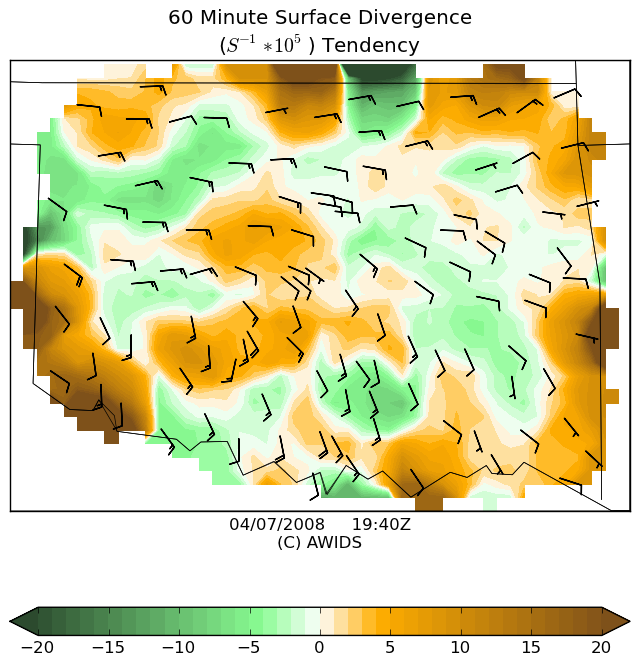 60 Minute Surface Divergence
(S⁻¹ *10⁵ ) Tendency
04/07/2008 19:40Z
(C) AWIDS
−20 −15 −10 −5 0 5 10 15 20